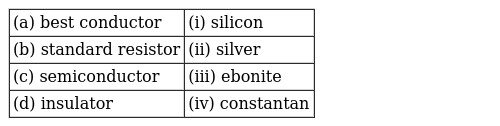 (a) best conductor (i) silicon
(b) standard resistor (ii) silver
(c) semiconductor (iii) ebonite
(d) insulator (iv) constantan